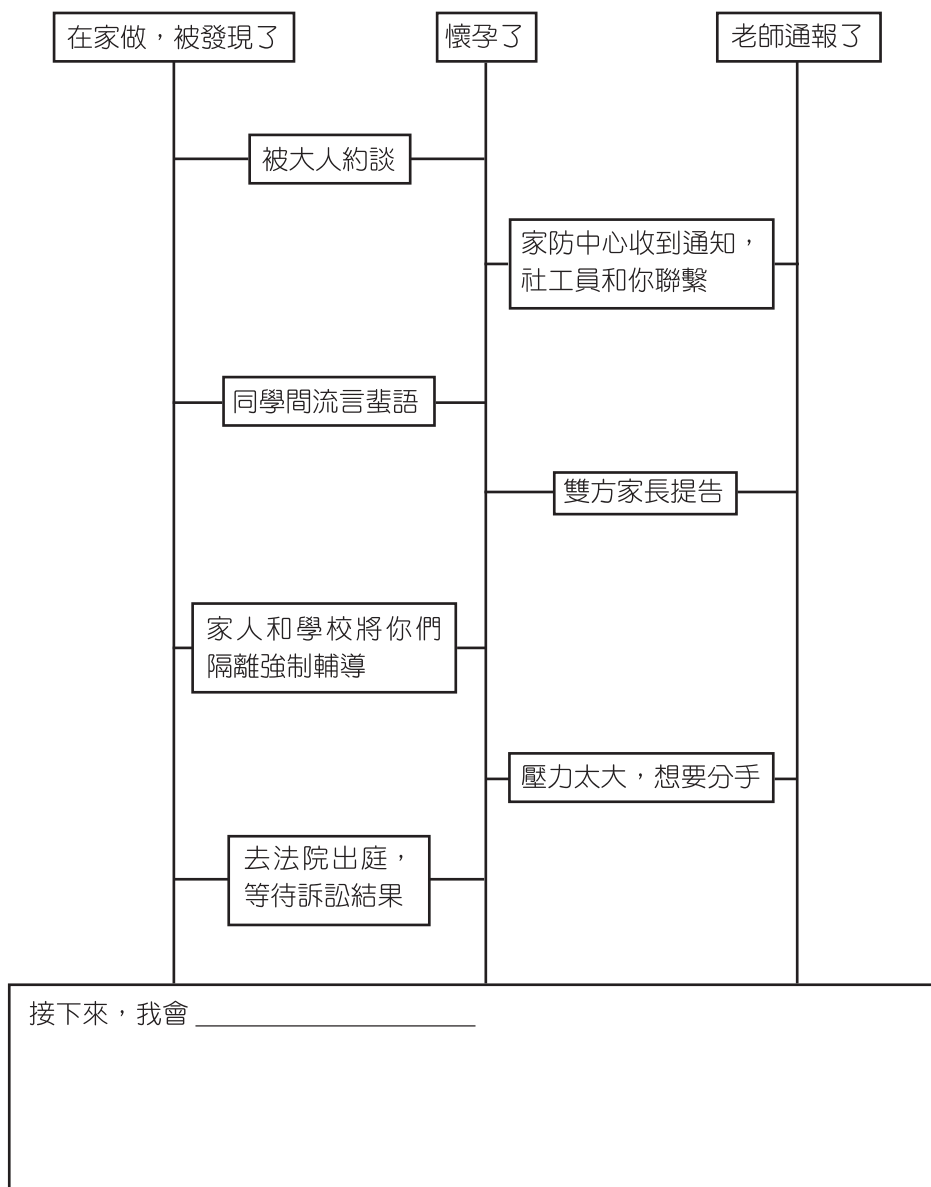 在家做，被發現了
懷孕了
老師通報了
被大人約談
家防中心收到通知，
社工員和你聯繫
同學間流言蜚語
雙方家長提告
家人和學校將你們
隔離強制輔導
壓力太大，想要分手
去法院出庭，
等待訴訟結果
接下來，我會